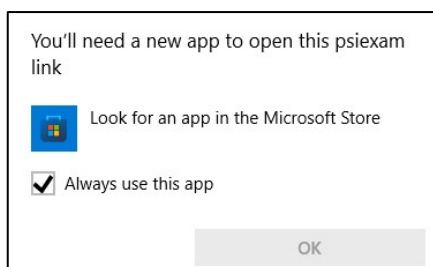 You'll need a new app to open this psiexam
link
Look for an app in the Microsoft Store
Always use this app
OK